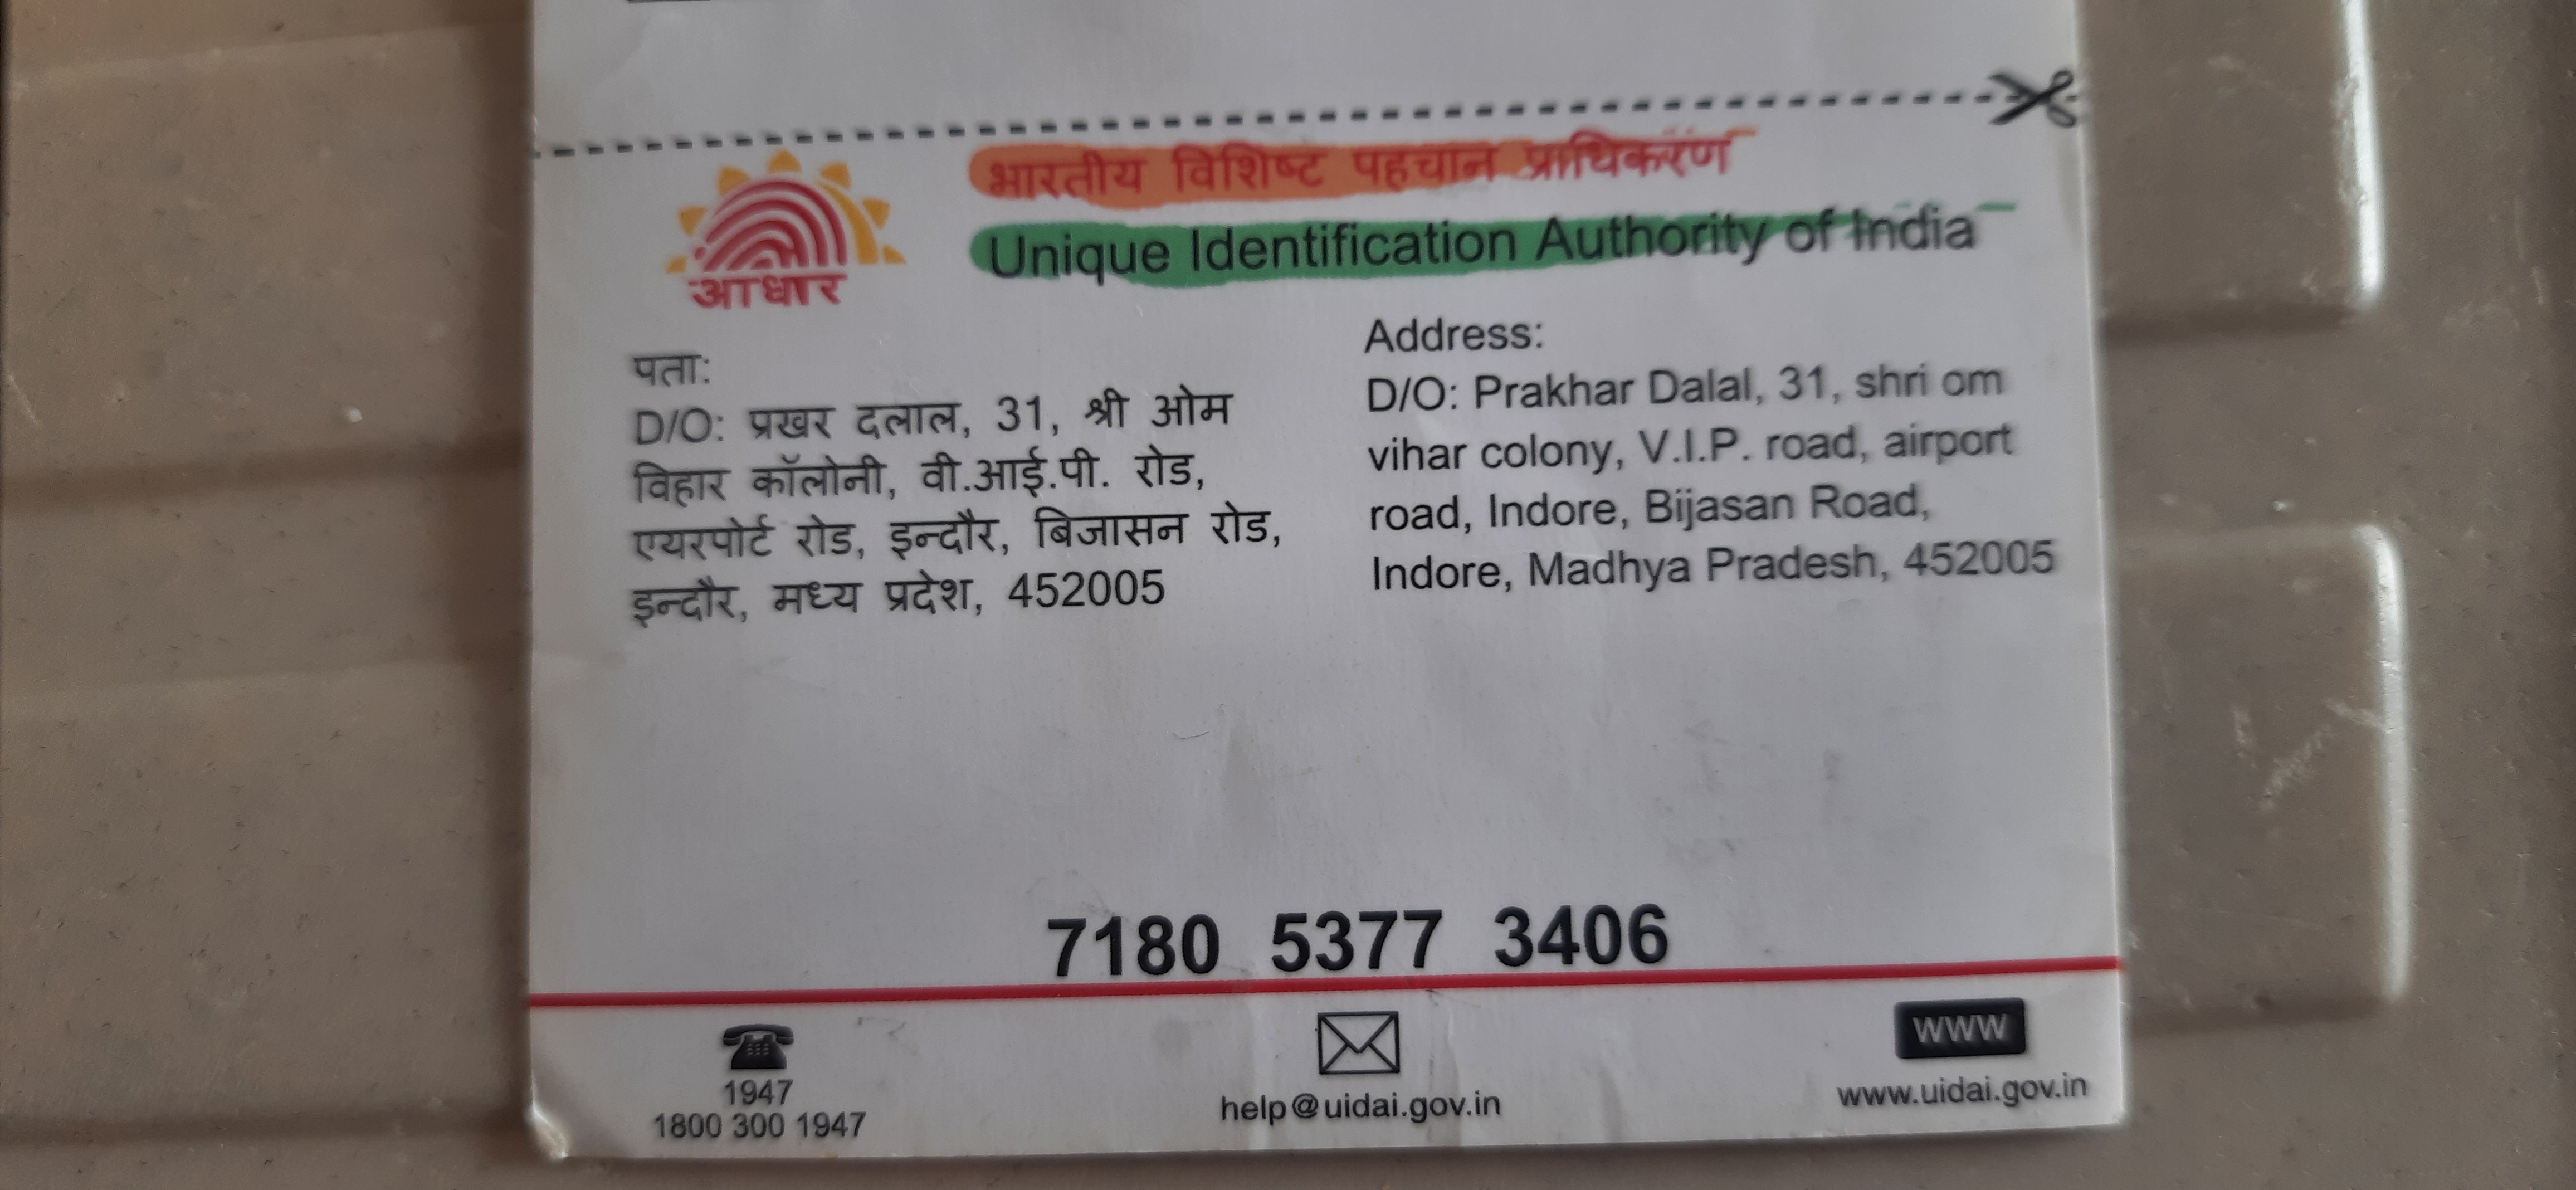 भारतीय विशिष्ट पहचान प्राधिकरण
Unique Identification Authority of India
आधार
पता:
D/O: प्रखर दलाल, 31, श्री ओम
विहार कॉलोनी, वी.आई.पी. रोड,
एयरपोर्ट रोड, इन्दौर, बिजासन रोड,
इन्दौर, मध्य प्रदेश, 452005
Address:
D/O: Prakhar Dalal, 31, shri om
vihar colony, V.I.P. road, airport
road, Indore, Bijasan Road,
Indore, Madhya Pradesh, 452005
7180 5377 3406
1947
1800 300 1947
help@uidai.gov.in
WWW
www.uidai.gov.in